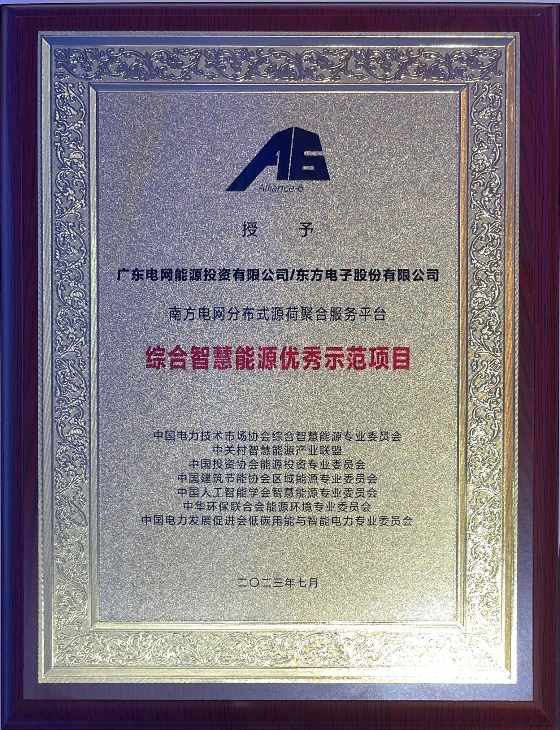 A6
Alliance-6
授 予
广东电网能源投资有限公司/东方电子股份有限公司
南方电网分布式源荷聚合服务平台
综合智慧能源优秀示范项目
中国电力技术市场协会综合智慧能源专业委员会
中关村智慧能源产业联盟
中国投资协会能源投资专业委员会
中国建筑节能协会区域能源专业委员会
中国人工智能学会智慧能源专业委员会
中华环保联合会能源环境专业委员会
中国电力发展促进会低碳用能与智能电力专业委员会
二〇二三年七月